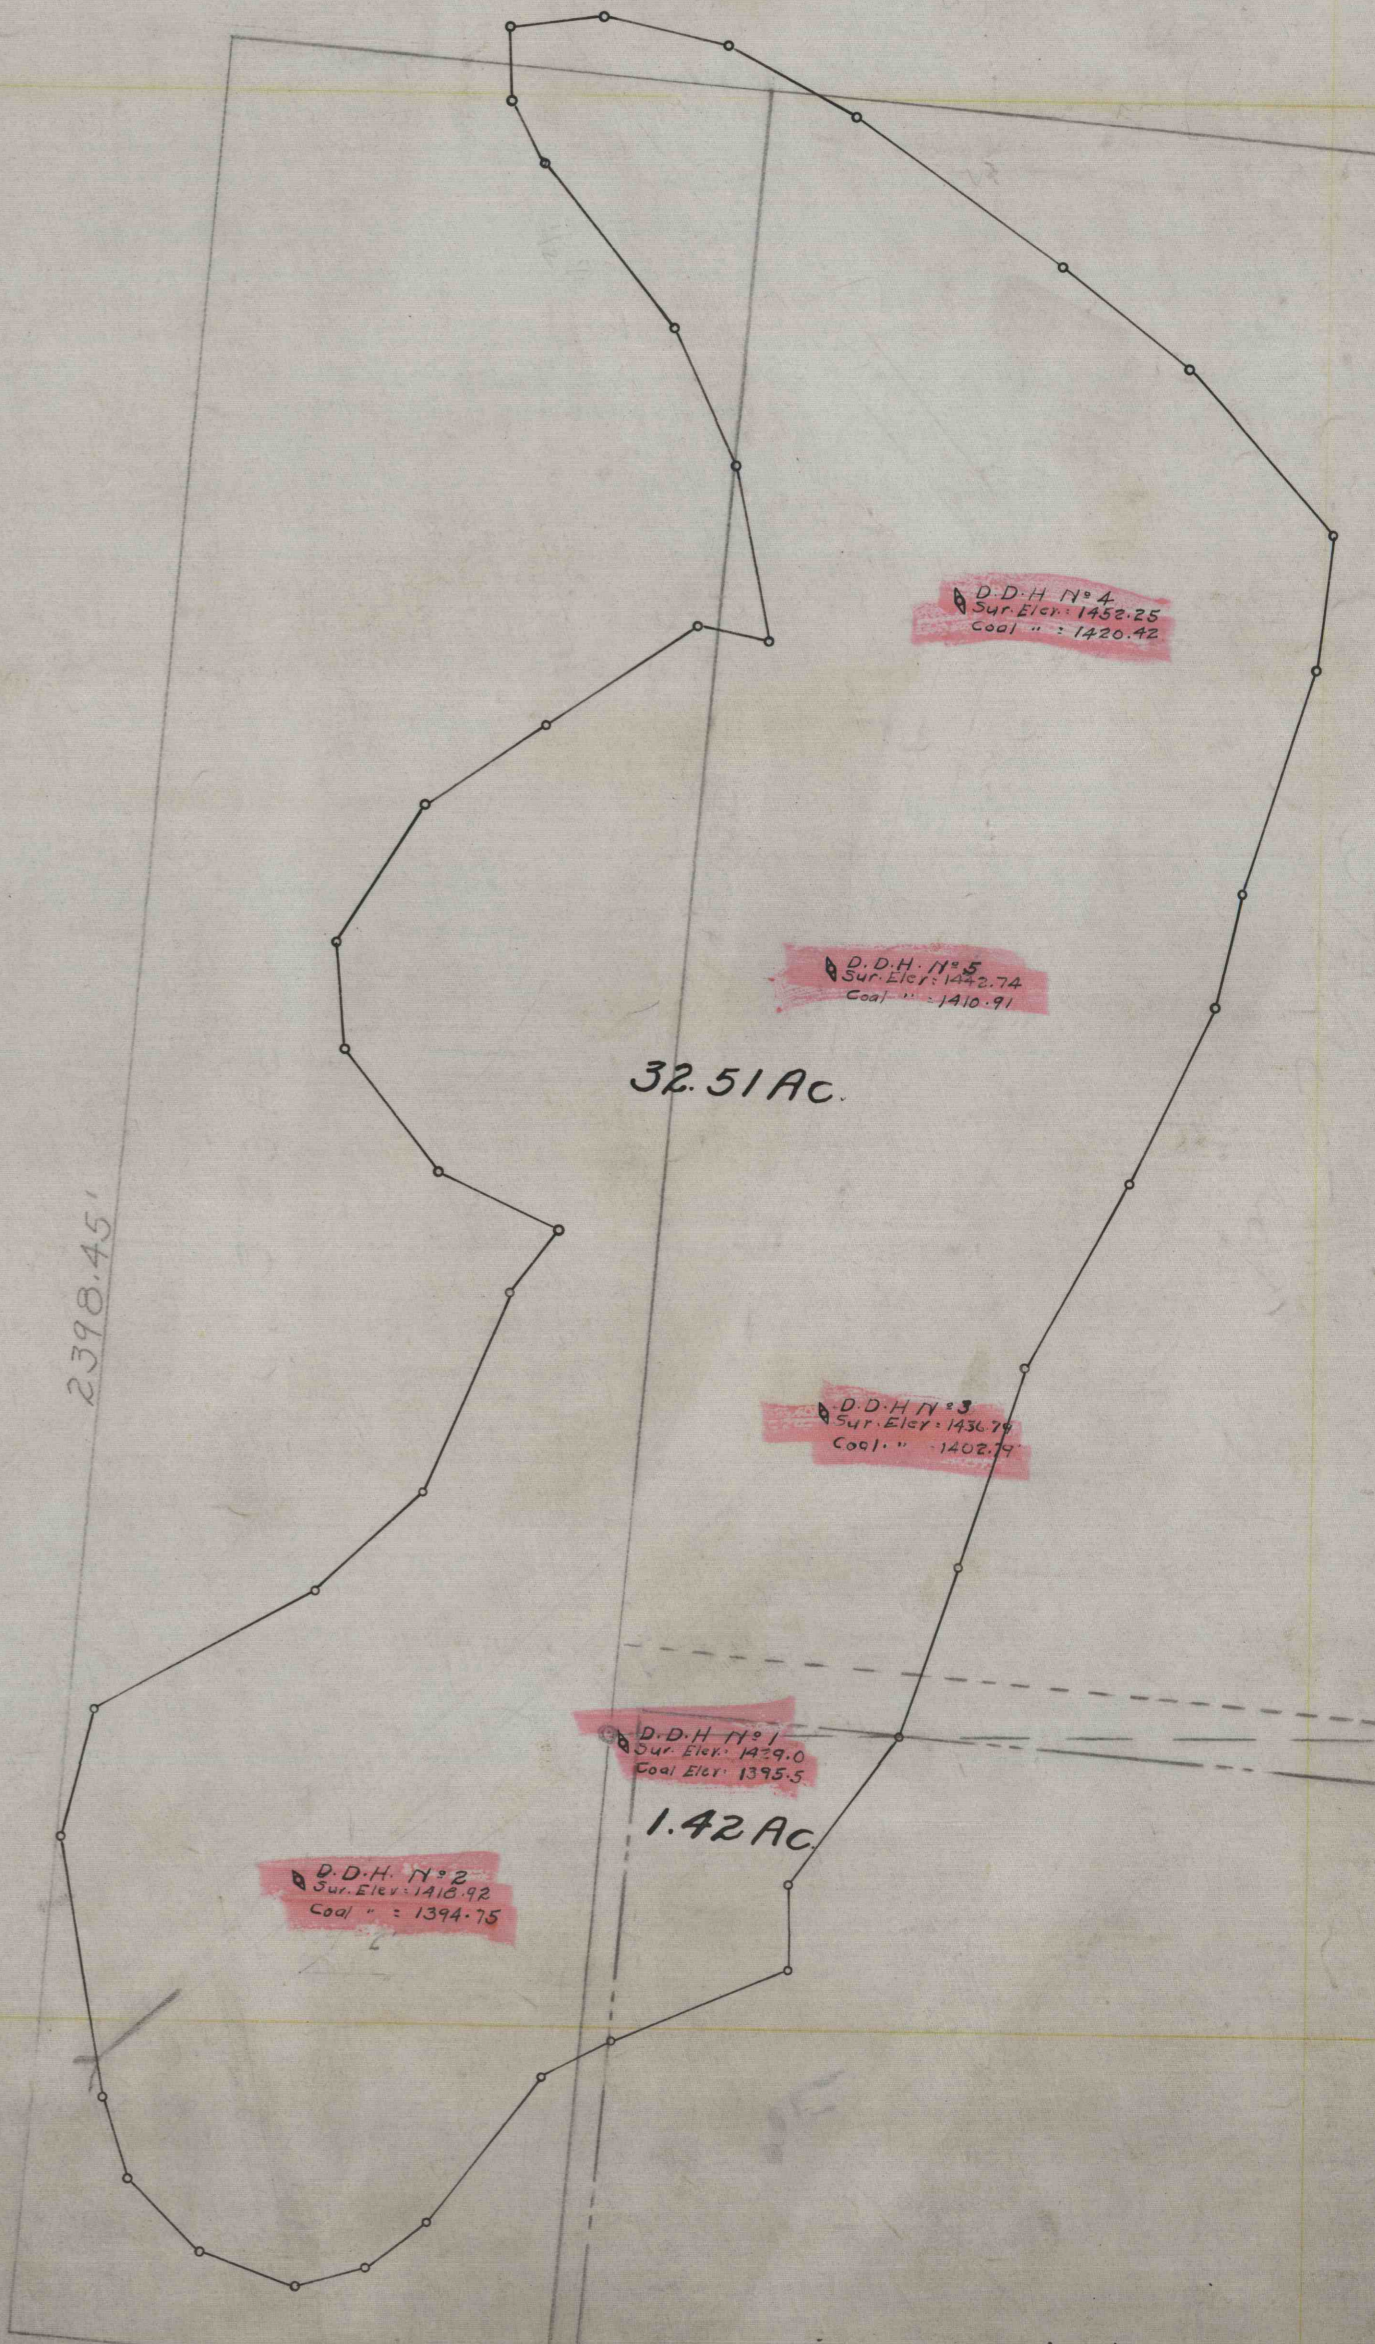 D.D.H Nº 4
Sur. Elev: 1452.25
Coal " : 1420.42
D.D.H. Nº 5
Sur. Elev: 1442.74
Coal " : 1410.91
32.51 Ac.
2398.45'
D.D.H Nº 3
Sur. Elev: 1436.79
Coal. " 1402.79
D.D.H Nº 1
Sur. Elev. 1429.0
Coal Elev. 1395.5
1.42 Ac.
D.D.H. Nº 2
Sur. Elev: 1418.92
Coal " = 1394.75